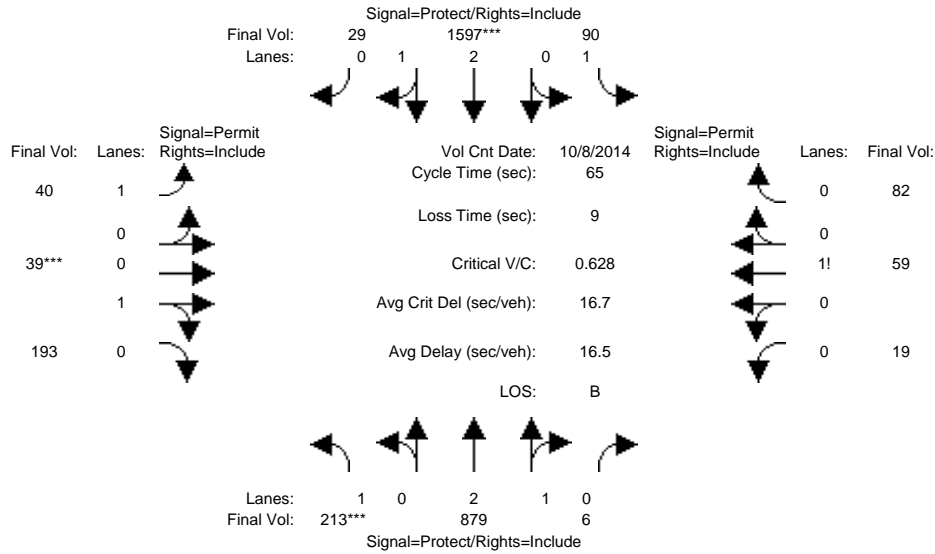 Signal=Protect/Rights=Include
Final Vol: 29 1597*** 90
Lanes: 0 1 2 0 1
Signal=Permit Signal=Permit
Final Vol: Lanes: Rights=Include Vol Cnt Date: 10/8/2014 Rights=Include Lanes: Final Vol:
Cycle Time (sec): 65
40 1 0 82
Loss Time (sec): 9
0 0
39*** 0 Critical V/C: 0.628 1! 59
1 Avg Crit Del (sec/veh): 16.7 0
193 0 Avg Delay (sec/veh): 16.5 0 19
LOS: B
Lanes: 1 0 2 1 0
Final Vol: 213*** 879 6
Signal=Protect/Rights=Include